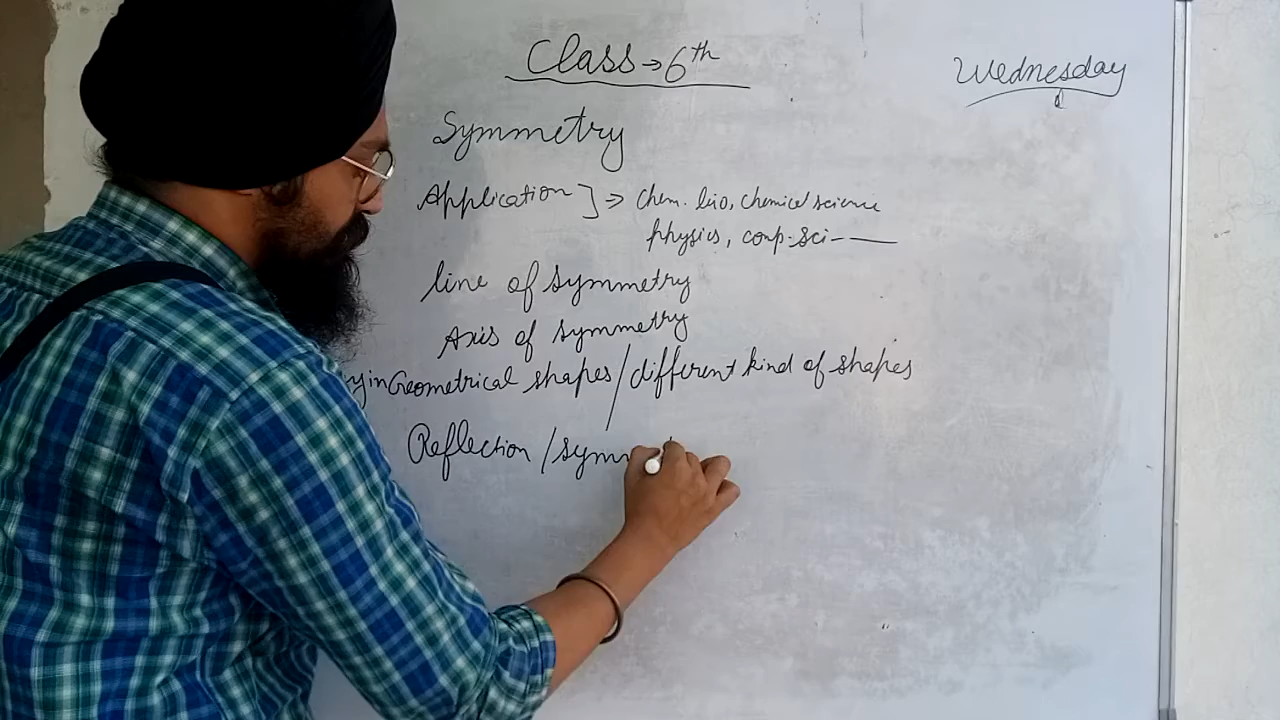 Class → 6th
Wednesday
Symmetry
Application ] → chem. bio, chemical science
physics, comp. sci - ——
line of symmetry
Axis of symmetry
in Geometrical shapes / different kind of shapes
Reflection / symm